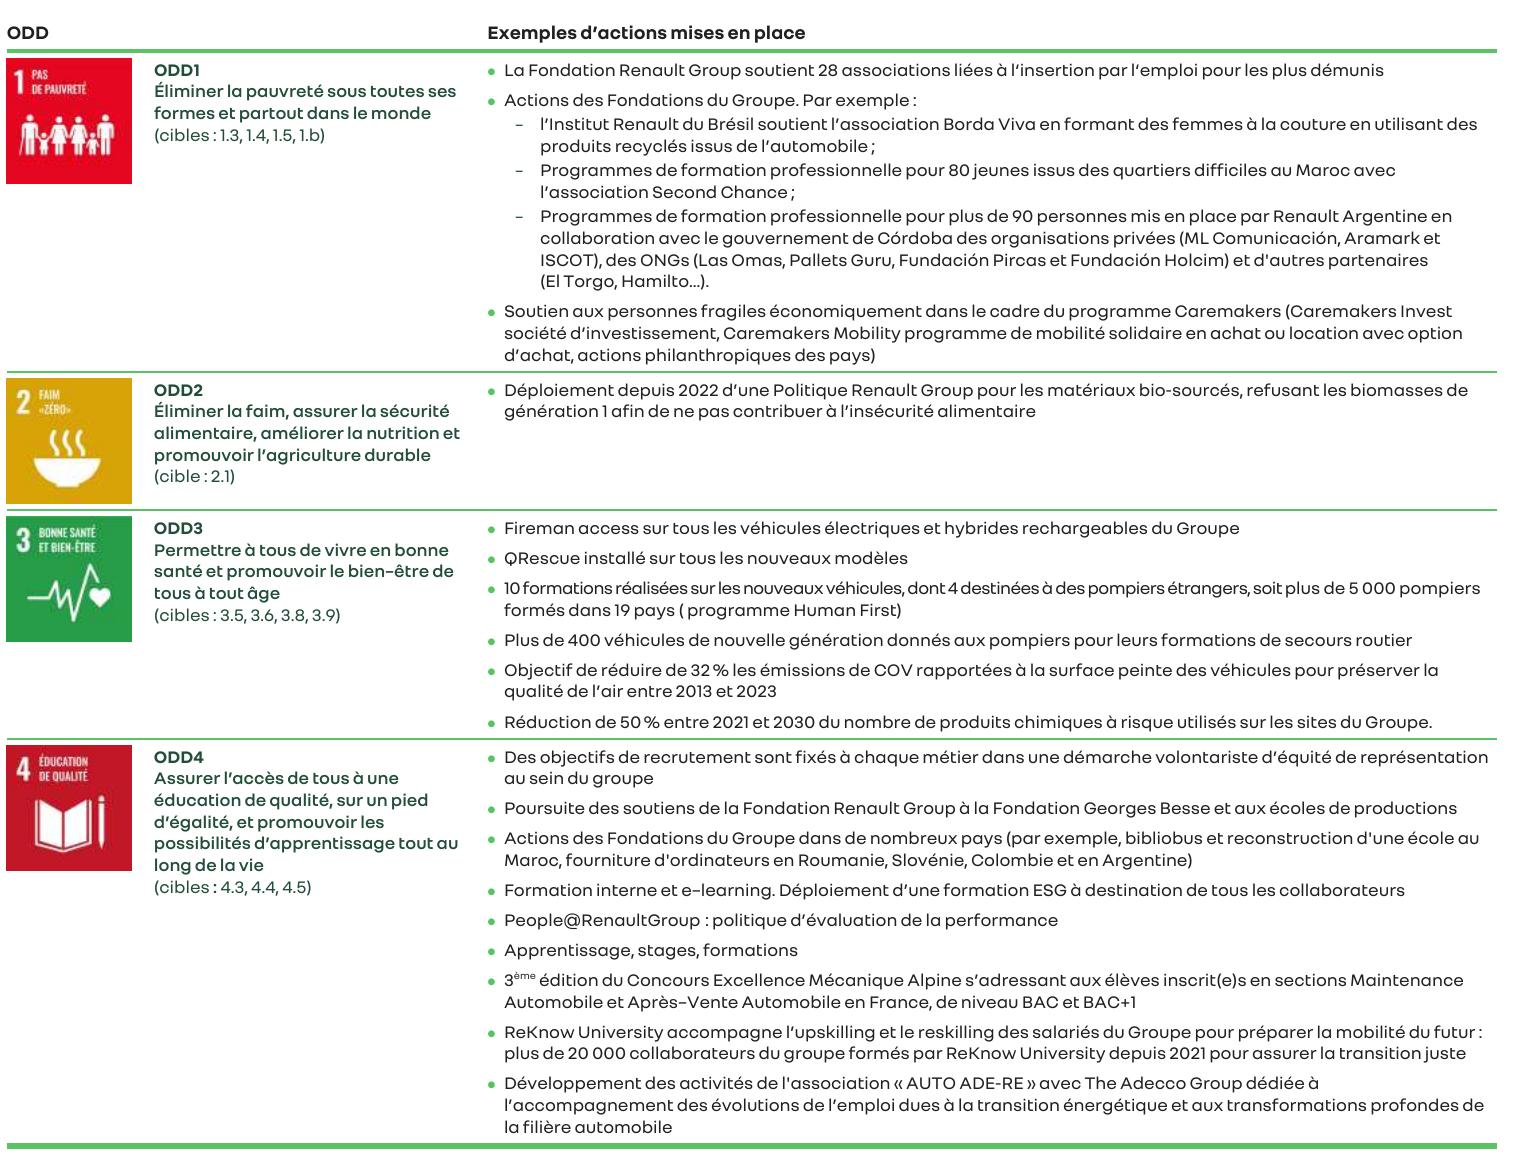 ODD
Exemples d’actions mises en place
1 PAS
DE PAUVRETÉ
ODD1
Éliminer la pauvreté sous toutes ses
formes et partout dans le monde
(cibles : 1.3, 1.4, 1.5, 1.b)
● La Fondation Renault Group soutient 28 associations liées à l’insertion par l’emploi pour les plus démunis
● Actions des Fondations du Groupe. Par exemple :
– l’Institut Renault du Brésil soutient l’association Borda Viva en formant des femmes à la couture en utilisant des
produits recyclés issus de l’automobile ;
– Programmes de formation professionnelle pour 80 jeunes issus des quartiers difficiles au Maroc avec
l’association Second Chance ;
– Programmes de formation professionnelle pour plus de 90 personnes mis en place par Renault Argentine en
collaboration avec le gouvernement de Córdoba des organisations privées (ML Comunicación, Aramark et
ISCOT), des ONGs (Las Omas, Pallets Guru, Fundación Pircas et Fundación Holcim) et d'autres partenaires
(El Torgo, Hamilto…).
● Soutien aux personnes fragiles économiquement dans le cadre du programme Caremakers (Caremakers Invest
société d’investissement, Caremakers Mobility programme de mobilité solidaire en achat ou location avec option
d’achat, actions philanthropiques des pays)
2 FAIM
«ZÉRO»
ODD2
Éliminer la faim, assurer la sécurité
alimentaire, améliorer la nutrition et
promouvoir l’agriculture durable
(cible : 2.1)
● Déploiement depuis 2022 d’une Politique Renault Group pour les matériaux bio-sourcés, refusant les biomasses de
génération 1 afin de ne pas contribuer à l’insécurité alimentaire
3 BONNE SANTÉ
ET BIEN-ÊTRE
ODD3
Permettre à tous de vivre en bonne
santé et promouvoir le bien-être de
tous à tout âge
(cibles : 3.5, 3.6, 3.8, 3.9)
● Fireman access sur tous les véhicules électriques et hybrides rechargeables du Groupe
● QRescue installé sur tous les nouveaux modèles
● 10 formations réalisées sur les nouveaux véhicules, dont 4 destinées à des pompiers étrangers, soit plus de 5 000 pompiers
formés dans 19 pays ( programme Human First)
● Plus de 400 véhicules de nouvelle génération donnés aux pompiers pour leurs formations de secours routier
● Objectif de réduire de 32 % les émissions de COV rapportées à la surface peinte des véhicules pour préserver la
qualité de l’air entre 2013 et 2023
● Réduction de 50 % entre 2021 et 2030 du nombre de produits chimiques à risque utilisés sur les sites du Groupe.
4 ÉDUCATION
DE QUALITÉ
ODD4
Assurer l’accès de tous à une
éducation de qualité, sur un pied
d’égalité, et promouvoir les
possibilités d’apprentissage tout au
long de la vie
(cibles : 4.3, 4.4, 4.5)
● Des objectifs de recrutement sont fixés à chaque métier dans une démarche volontariste d’équité de représentation
au sein du groupe
● Poursuite des soutiens de la Fondation Renault Group à la Fondation Georges Besse et aux écoles de productions
● Actions des Fondations du Groupe dans de nombreux pays (par exemple, bibliobus et reconstruction d'une école au
Maroc, fourniture d'ordinateurs en Roumanie, Slovénie, Colombie et en Argentine)
● Formation interne et e-learning. Déploiement d’une formation ESG à destination de tous les collaborateurs
● People@RenaultGroup : politique d’évaluation de la performance
● Apprentissage, stages, formations
● 3ème édition du Concours Excellence Mécanique Alpine s’adressant aux élèves inscrit(e)s en sections Maintenance
Automobile et Après-Vente Automobile en France, de niveau BAC et BAC+1
● ReKnow University accompagne l’upskilling et le reskilling des salariés du Groupe pour préparer la mobilité du futur :
plus de 20 000 collaborateurs du groupe formés par ReKnow University depuis 2021 pour assurer la transition juste
● Développement des activités de l'association « AUTO ADE-RE » avec The Adecco Group dédiée à
l’accompagnement des évolutions de l’emploi dues à la transition énergétique et aux transformations profondes de
la filière automobile